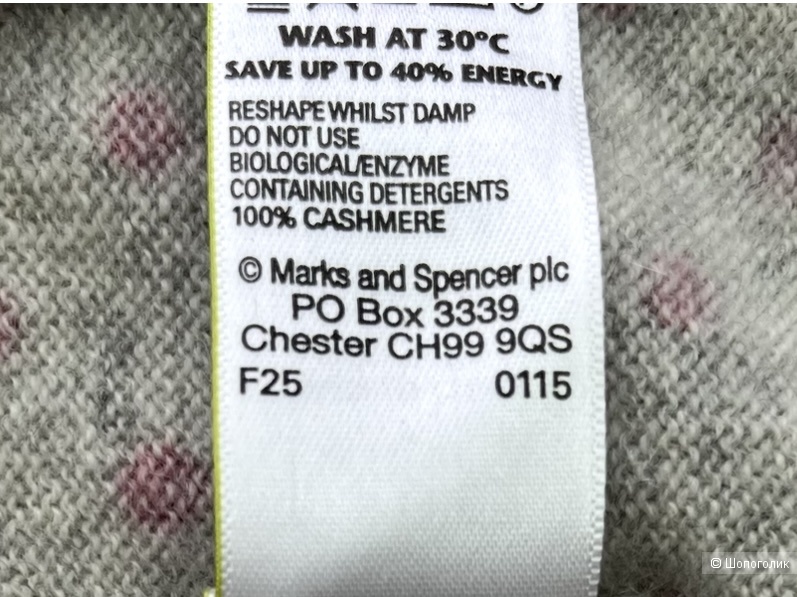 WASH AT 30°C
SAVE UP TO 40% ENERGY
RESHAPE WHILST DAMP
DO NOT USE
BIOLOGICAL/ENZYME
CONTAINING DETERGENTS
100% CASHMERE
© Marks and Spencer plc
PO Box 3339
Chester CH99 9QS
F25 0115
© Шопоголик